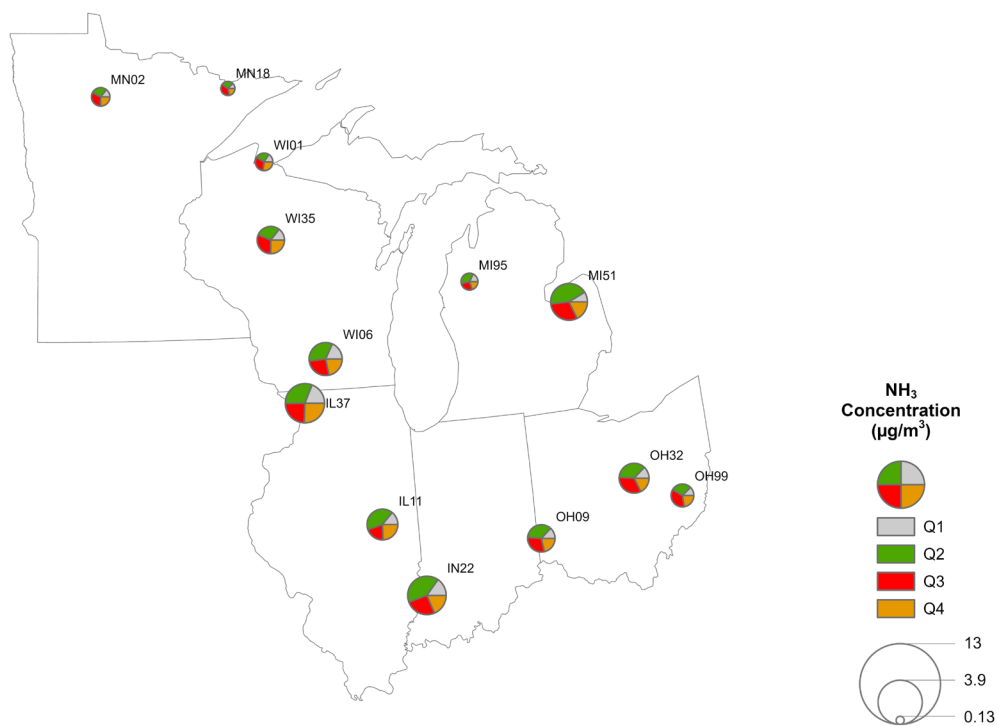 MN02
MN18
WI01
WI35
MI95
MI51
WI06
IL37
OH32
OH99
IL11
OH09
IN22
NH₃
Concentration
(µg/m³)
Q1
Q2
Q3
Q4
13
3.9
0.13